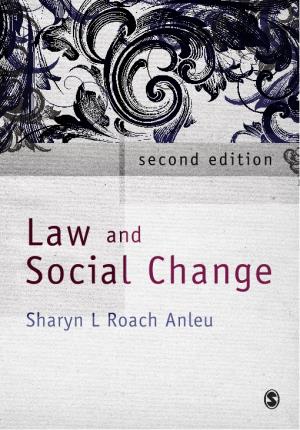 second edition
Law and
Social Change
Sharyn L Roach Anleu
S